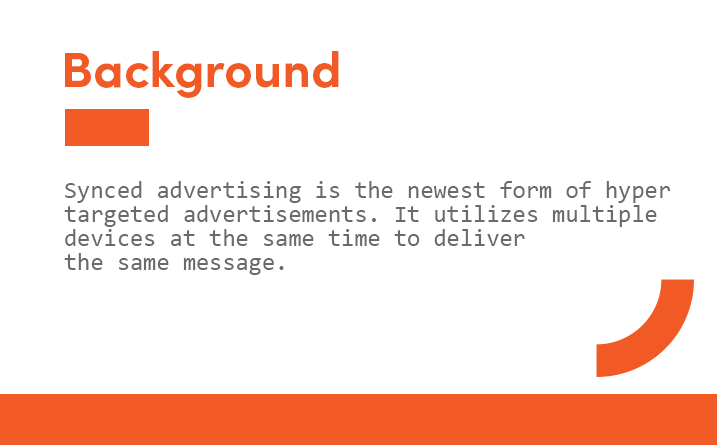 Background
Synced advertising is the newest form of hyper
targeted advertisements. It utilizes multiple
devices at the same time to deliver
the same message.